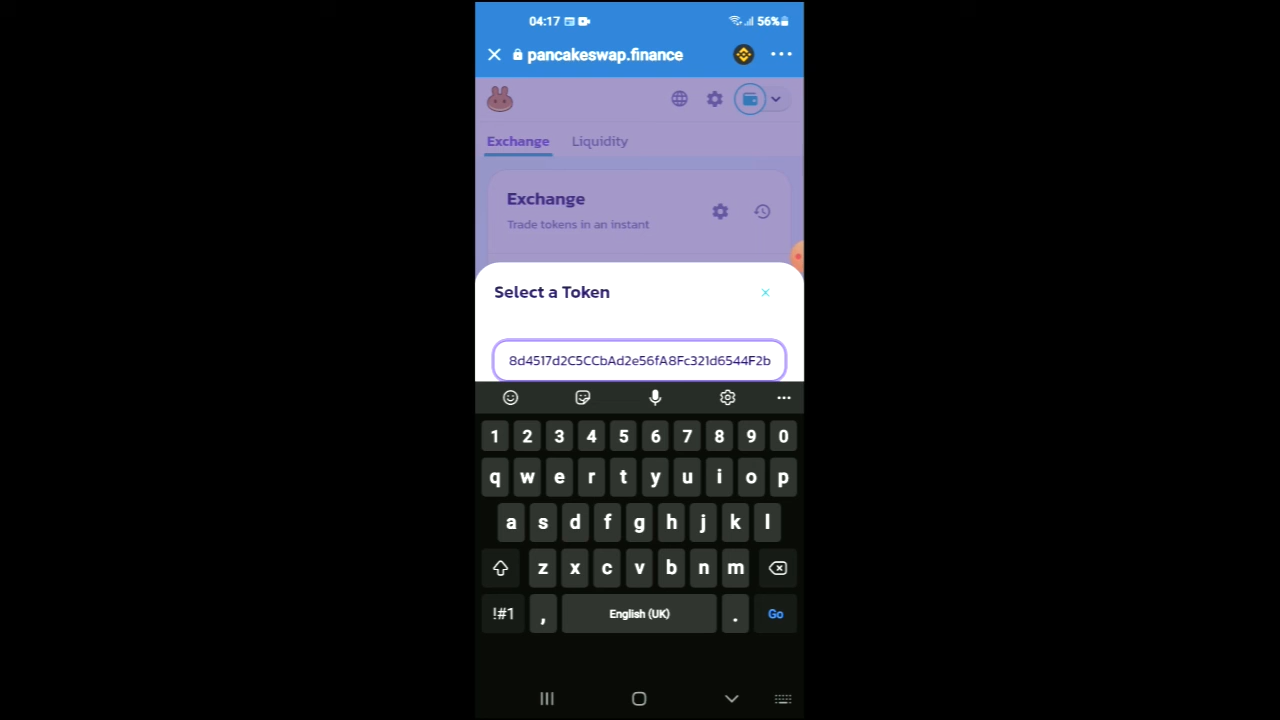 04:17 56%
pancakeswap.finance
Exchange Liquidity
Exchange
Trade tokens in an instant
Select a Token
8d4517d2C5CCbAd2e56fA8Fc321d6544F2b
1 2 3 4 5 6 7 8 9 0
q w e r t y u i o p
a s d f g h j k l
z x c v b n m
!#1 , English (UK) . Go